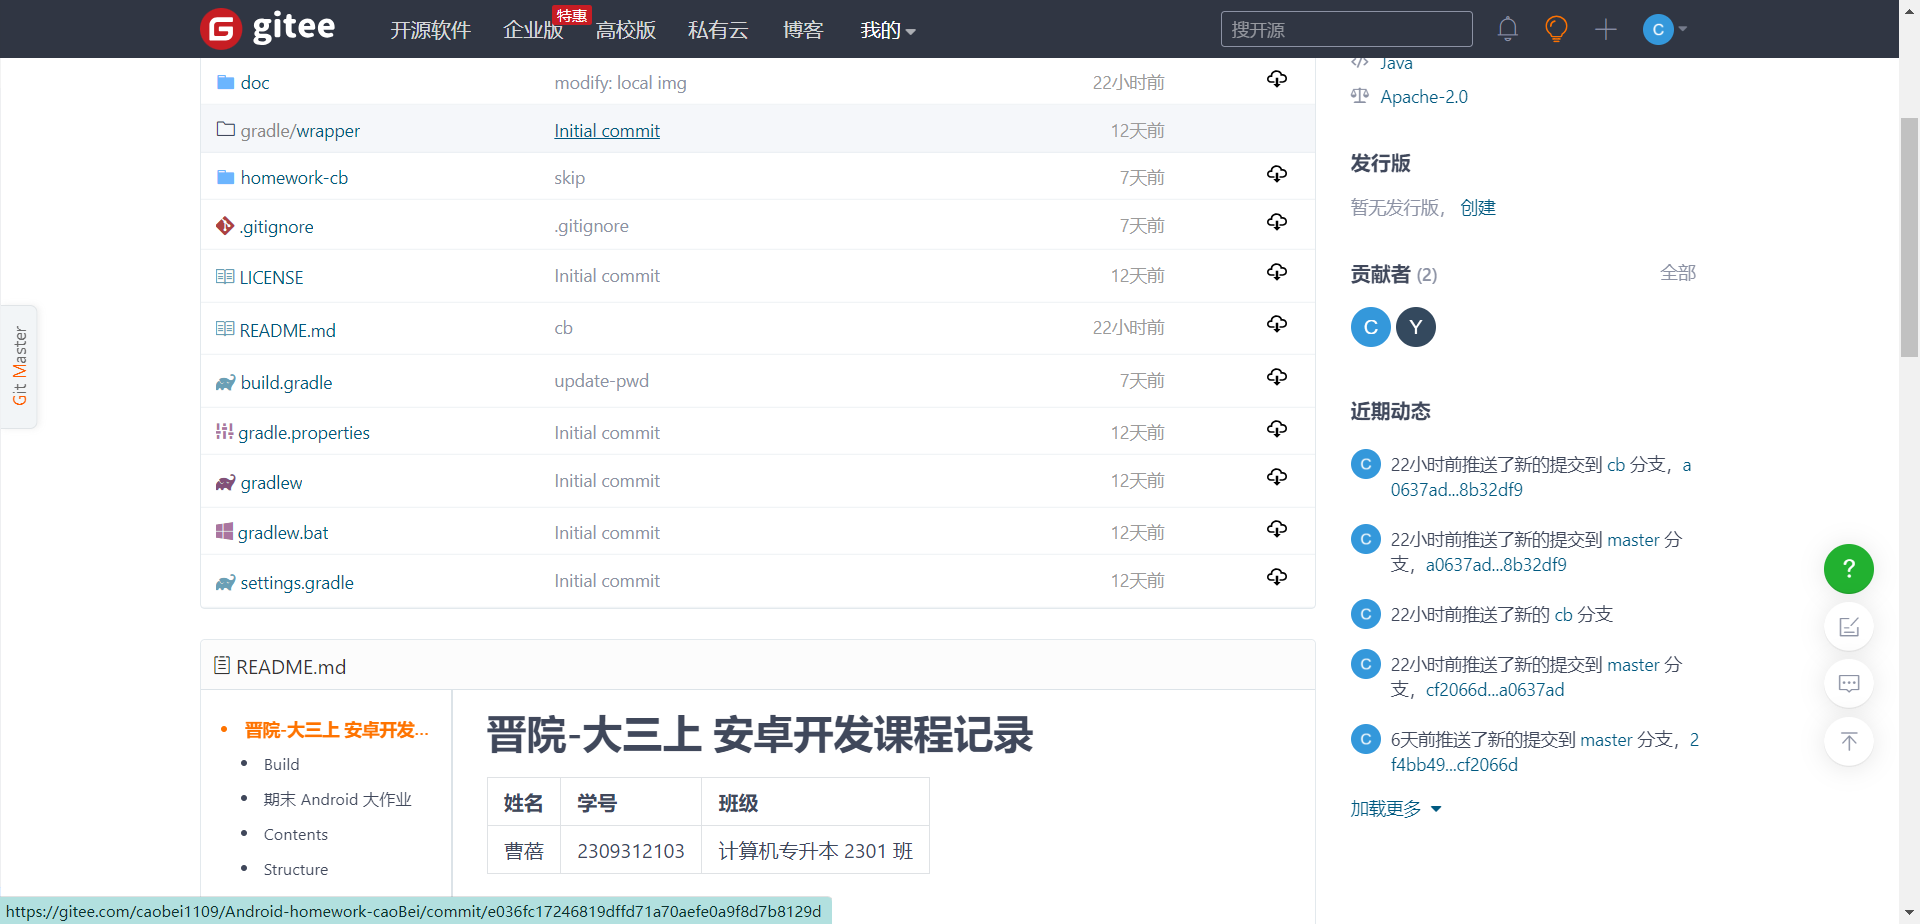 gitee
开源软件 企业版 特惠 高校版 私有云 博客 我的 搜开源 C
doc modify: local img 22小时前
gradle/wrapper Initial commit 12天前
homework-cb skip 7天前
.gitignore .gitignore 7天前
LICENSE Initial commit 12天前
README.md cb 22小时前
build.gradle update-pwd 7天前
gradle.properties Initial commit 12天前
gradlew Initial commit 12天前
gradlew.bat Initial commit 12天前
settings.gradle Initial commit 12天前
Git Master
README.md
晋院-大三上 安卓开发...
Build
期末 Android 大作业
Contents
Structure
晋院-大三上 安卓开发课程记录
姓名 学号 班级
曹蓓 2309312103 计算机专升本 2301 班
Java
Apache-2.0
发行版
暂无发行版， 创建
贡献者 (2) 全部
C Y
近期动态
C 22小时前推送了新的提交到 cb 分支，a
0637ad...8b32df9
C 22小时前推送了新的提交到 master 分
支，a0637ad...8b32df9
C 22小时前推送了新的 cb 分支
C 22小时前推送了新的提交到 master 分
支，cf2066d...a0637ad
C 6天前推送了新的提交到 master 分支，2
f4bb49...cf2066d
加载更多
?
https://gitee.com/caobei1109/Android-homework-caoBei/commit/e036fc17246819dffd71a70aefe0a9f8d7b8129d